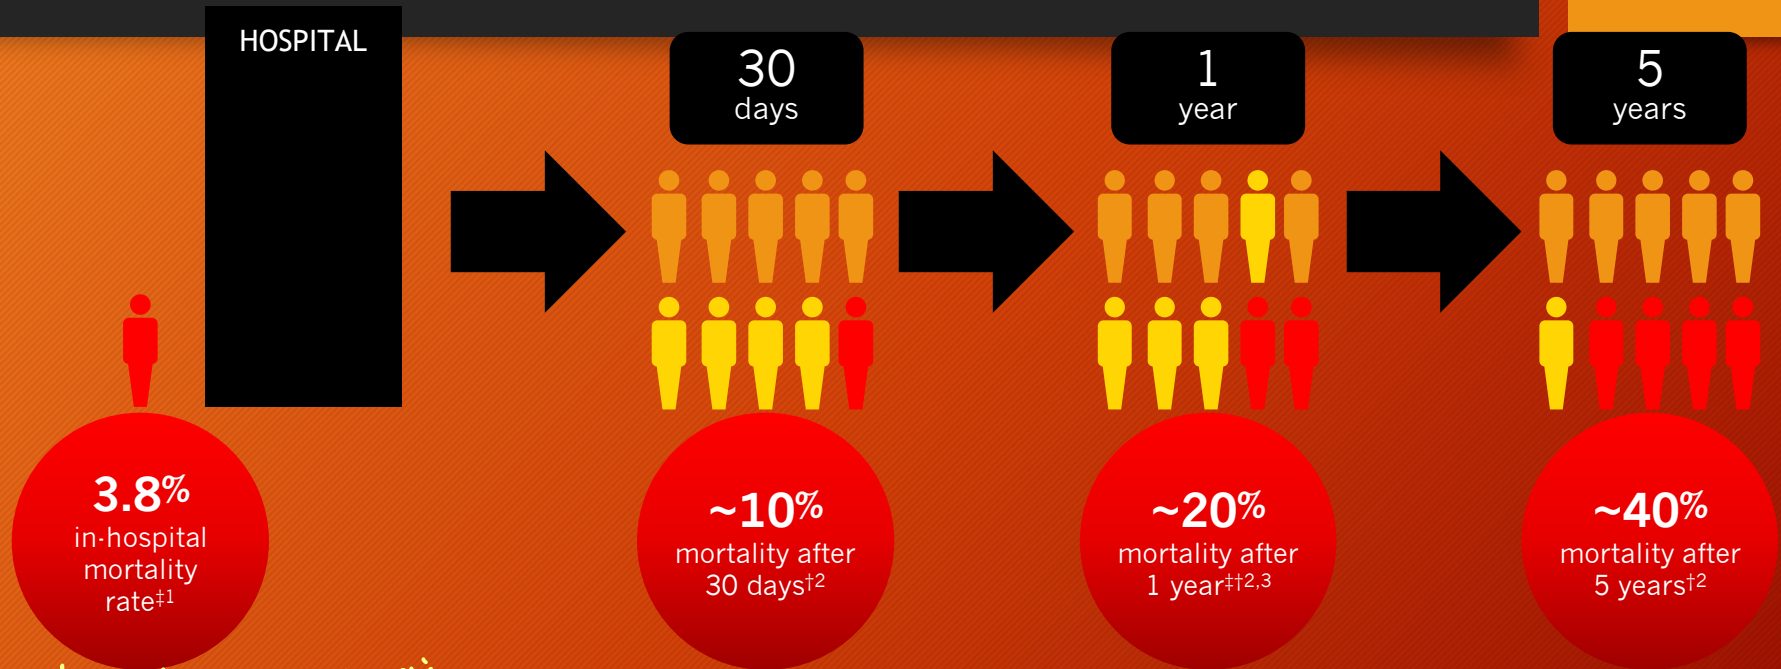 HOSPITAL
30
days
1
year
5
years
3.8%
in-hospital
mortality
rate‡1
~10%
mortality after
30 days†2
~20%
mortality after
1 year‡††2,3
~40%
mortality after
5 years†2